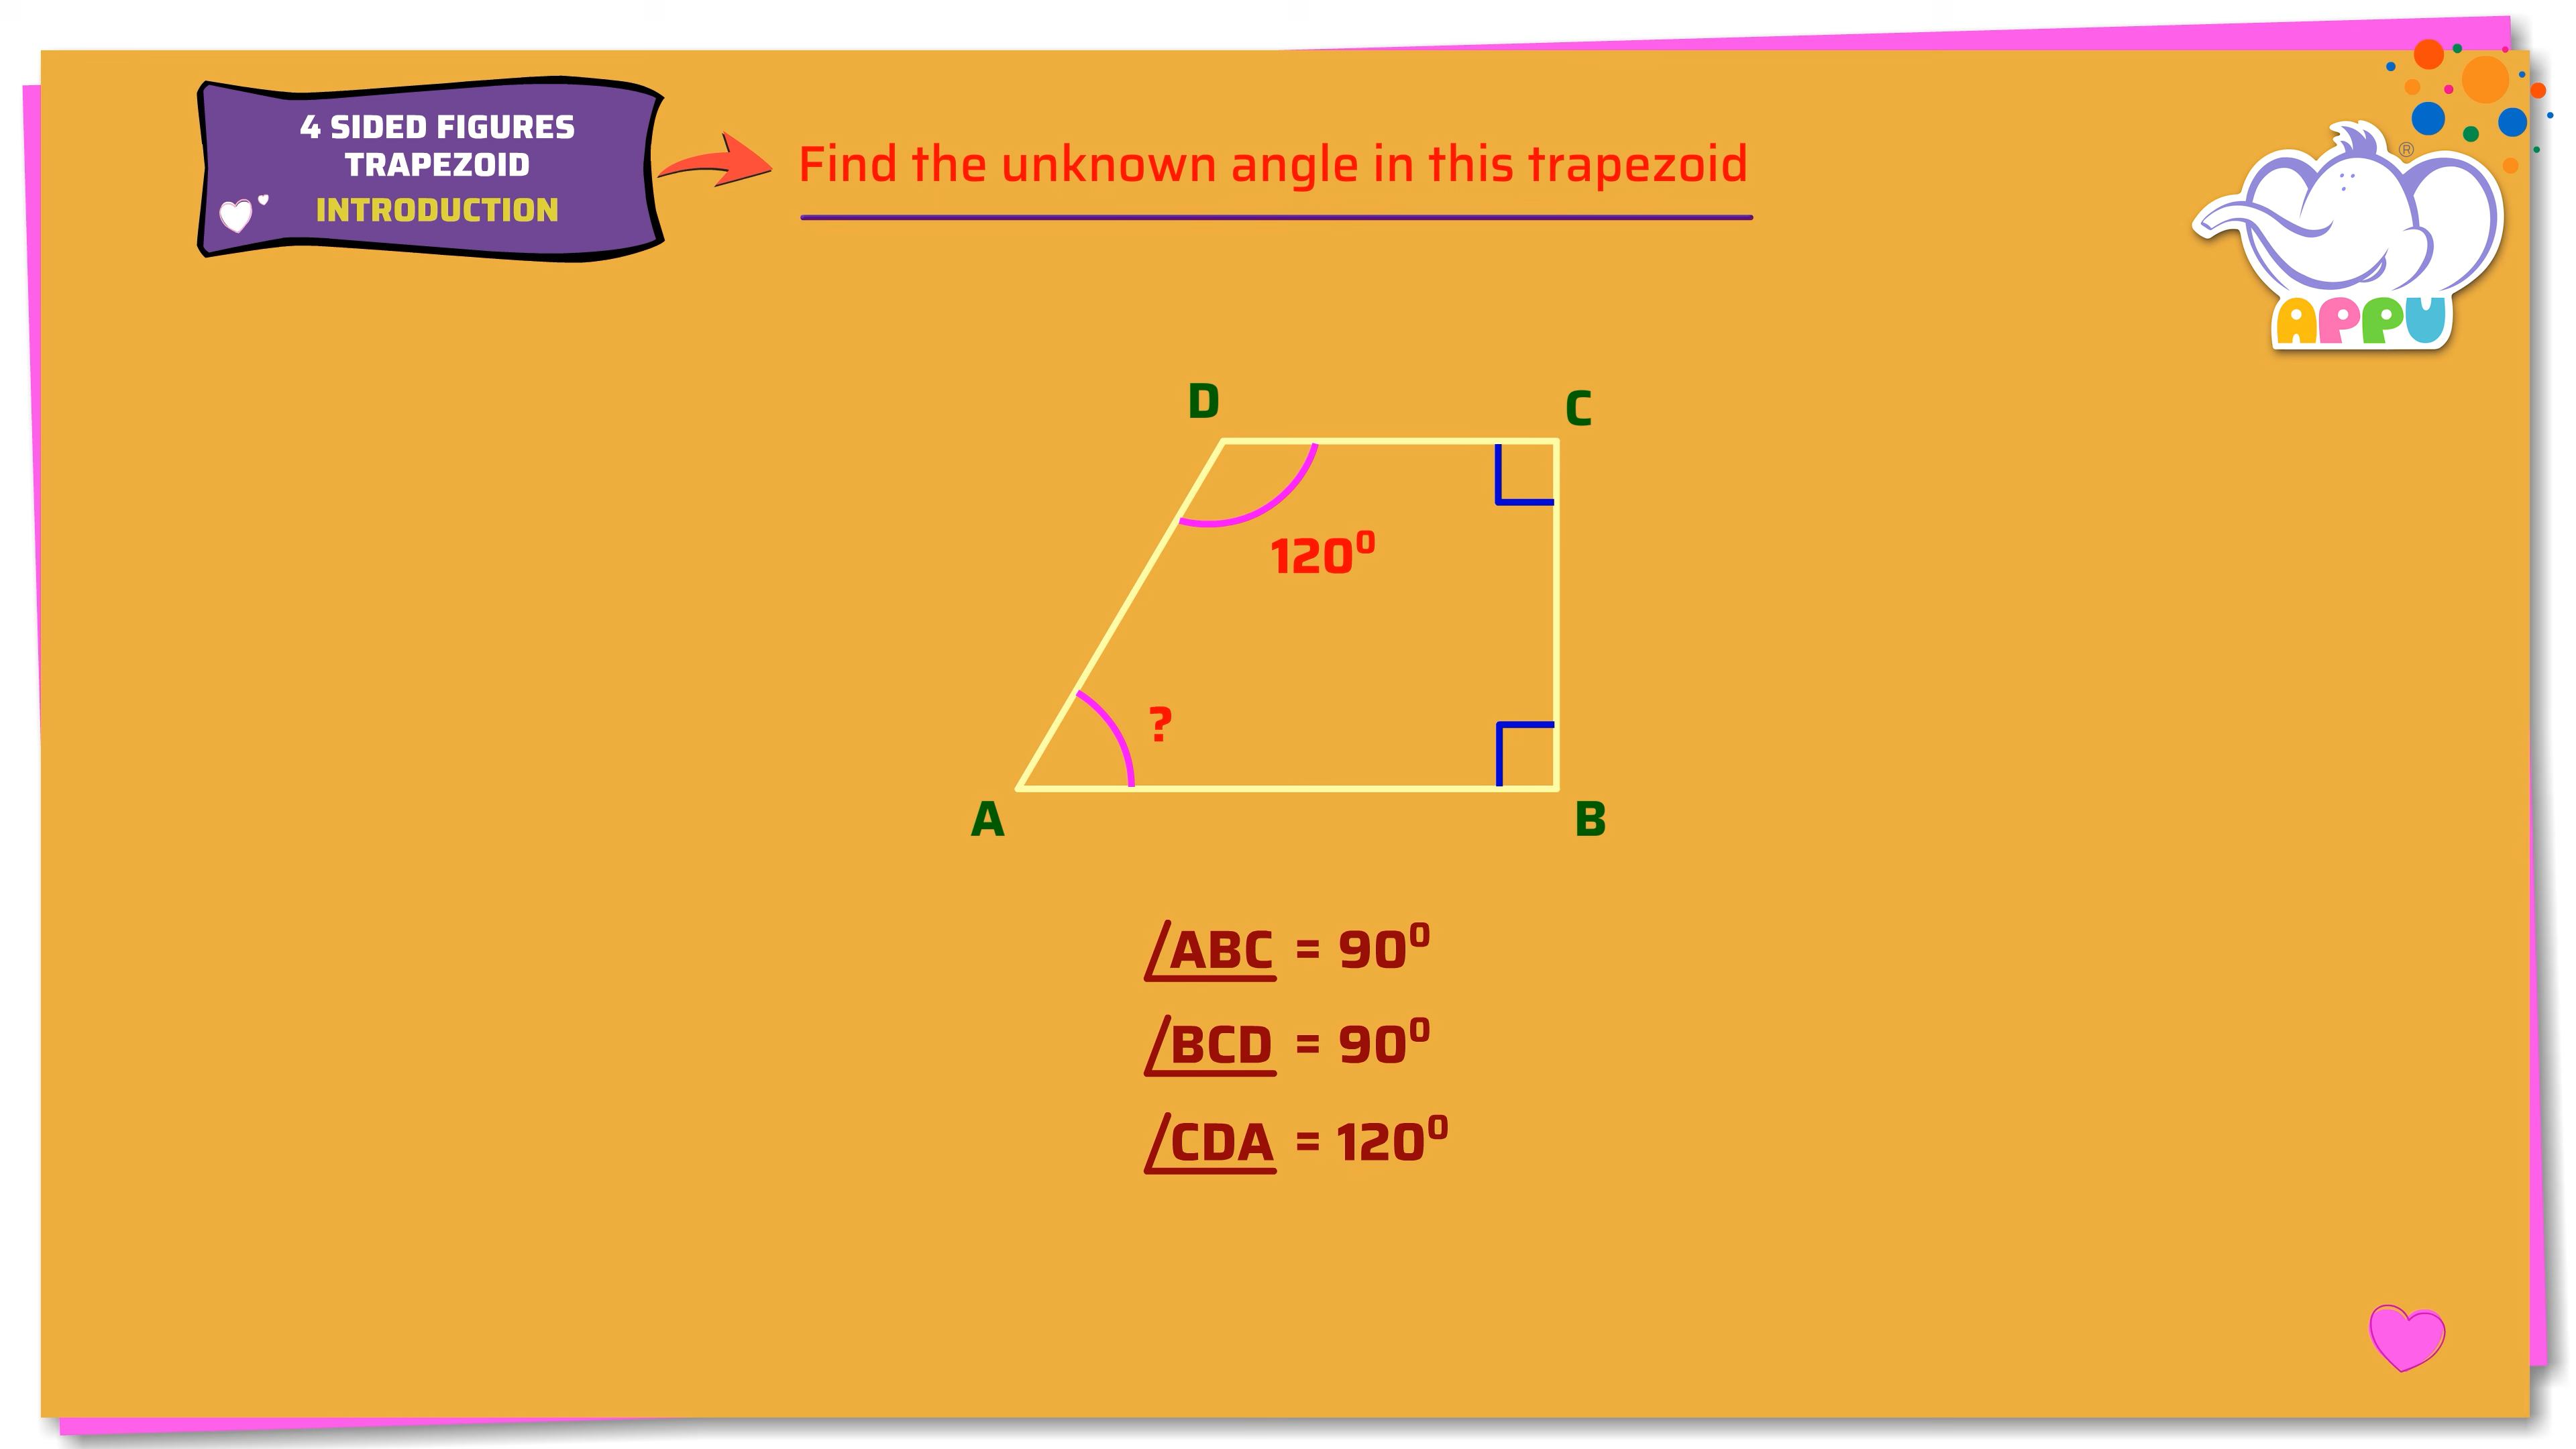 4 SIDED FIGURES
TRAPEZOID
INTRODUCTION
Find the unknown angle in this trapezoid
®
APPU
D
C
120⁰
?
A
B
∠ABC = 90⁰
∠BCD = 90⁰
∠CDA = 120⁰